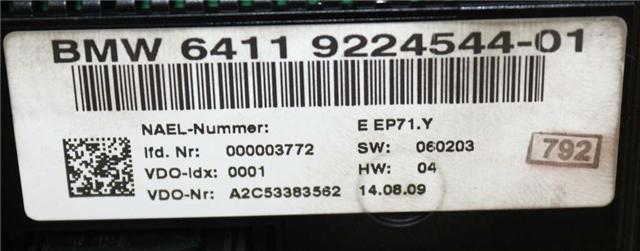 BMW 6411 9224544-01
NAEL-Nummer: E EP71.Y
lfd. Nr: 000003772 SW: 060203
VDO-Idx: 0001 HW: 04
VDO-Nr: A2C53383562 14.08.09
792